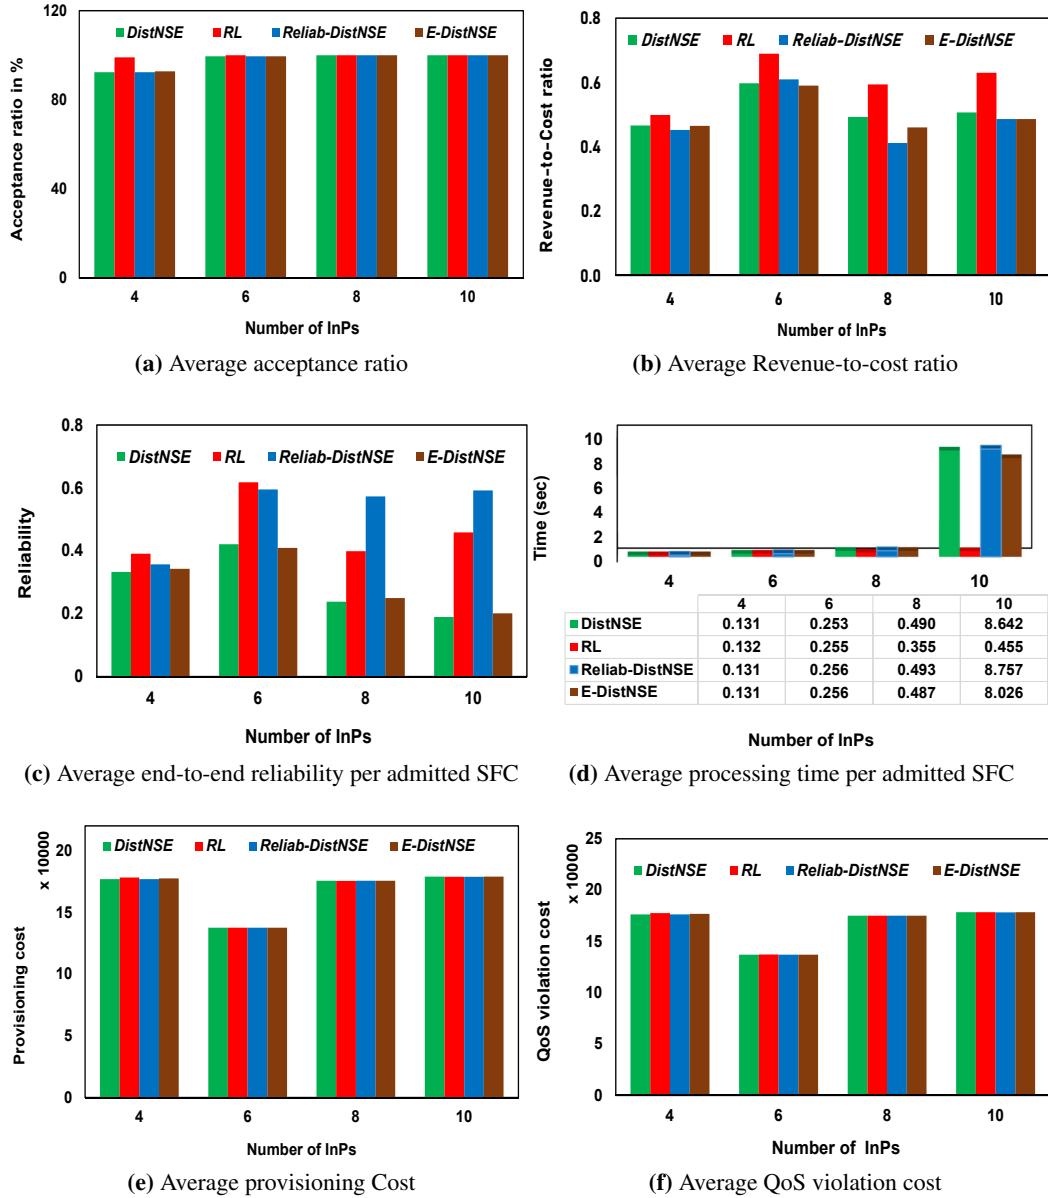 120
100
80
60
40
20
0
DistNSE RL Reliab-DistNSE E-DistNSE
Acceptance ratio in %
4 6 8 10
Number of InPs
(a) Average acceptance ratio
0.8
0.6
0.4
0.2
0.0
DistNSE RL Reliab-DistNSE E-DistNSE
Revenue-to-Cost ratio
4 6 8 10
Number of InPs
(b) Average Revenue-to-cost ratio
0.8
0.6
0.4
0.2
0
DistNSE RL Reliab-DistNSE E-DistNSE
Reliability
4 6 8 10
Number of InPs
(c) Average end-to-end reliability per admitted SFC
10
8
6
4
2
0
Time (sec)
4 6 8 10
4 6 8 10
DistNSE 0.131 0.253 0.490 8.642
RL 0.132 0.255 0.355 0.455
Reliab-DistNSE 0.131 0.256 0.493 8.757
E-DistNSE 0.131 0.256 0.487 8.026
Number of InPs
(d) Average processing time per admitted SFC
x 10000
20
15
10
5
0
DistNSE RL Reliab-DistNSE E-DistNSE
Provisioning cost
4 6 8 10
Number of InPs
(e) Average provisioning Cost
x 10000
25
20
15
10
5
0
DistNSE RL Reliab-DistNSE E-DistNSE
QoS violation cost
4 6 8 10
Number of InPs
(f) Average QoS violation cost